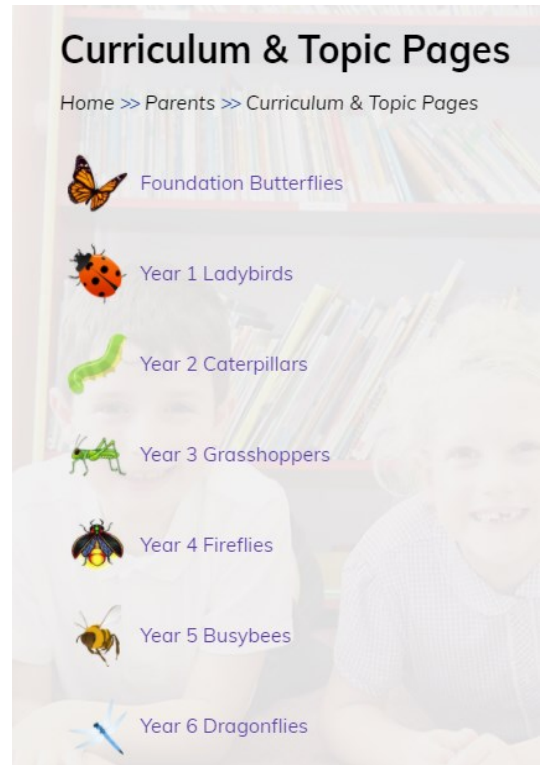 Curriculum & Topic Pages
Home >> Parents >> Curriculum & Topic Pages
Foundation Butterflies
Year 1 Ladybirds
Year 2 Caterpillars
Year 3 Grasshoppers
Year 4 Fireflies
Year 5 Busybees
Year 6 Dragonflies